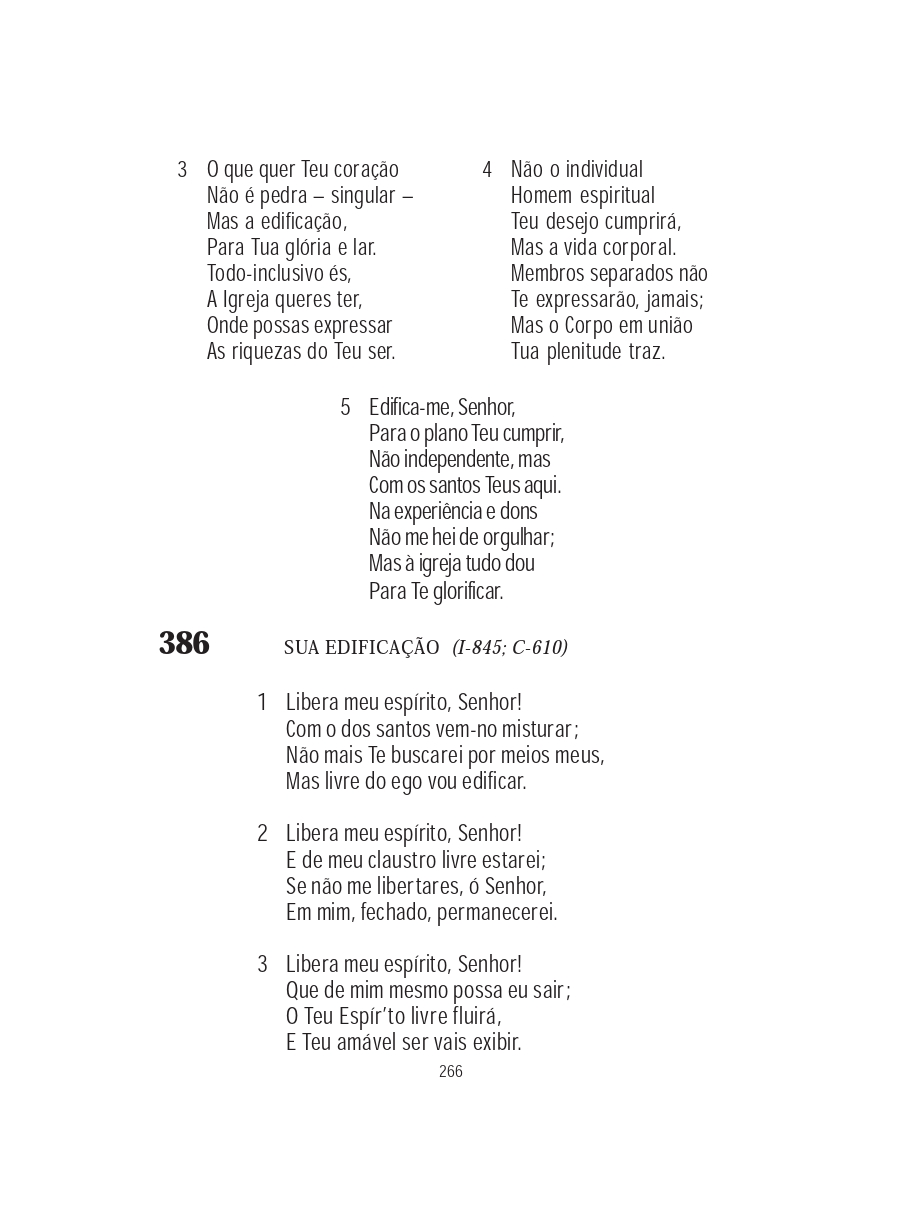 3 O que quer Teu coração
Não é pedra – singular –
Mas a edificação,
Para Tua glória e lar.
Todo-inclusivo és,
A Igreja queres ter,
Onde possas expressar
As riquezas do Teu ser.
4 Não o individual
Homem espiritual
Teu desejo cumprirá,
Mas a vida corporal.
Membros separados não
Te expressarão, jamais;
Mas o Corpo em união
Tua plenitude traz.
5 Edifica-me, Senhor,
Para o plano Teu cumprir,
Não independente, mas
Com os santos Teus aqui.
Na experiência e dons
Não me hei de orgulhar;
Mas à igreja tudo dou
Para Te glorificar.
386 SUA EDIFICAÇÃO (I-845; C-610)
1 Libera meu espírito, Senhor!
Com o dos santos vem-no misturar;
Não mais Te buscarei por meios meus,
Mas livre do ego vou edificar.
2 Libera meu espírito, Senhor!
E de meu claustro livre estarei;
Se não me libertares, ó Senhor,
Em mim, fechado, permanecerei.
3 Libera meu espírito, Senhor!
Que de mim mesmo possa eu sair;
O Teu Espír’to livre fluirá,
E Teu amável ser vais exibir.
266